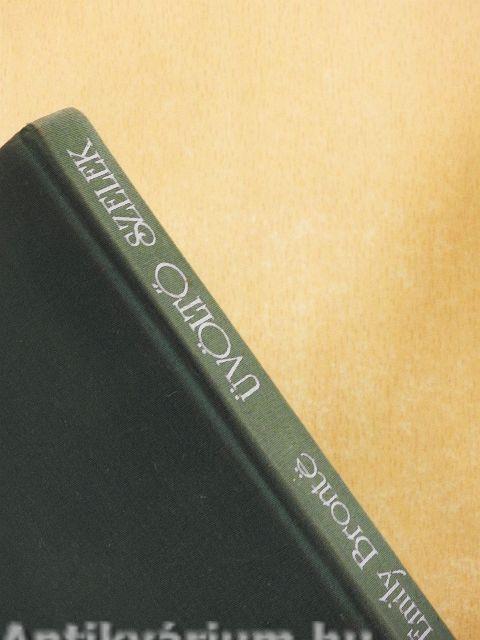 Emily Brontë
ÜVÖLTŐ SZELEK
Antikvárium.hu